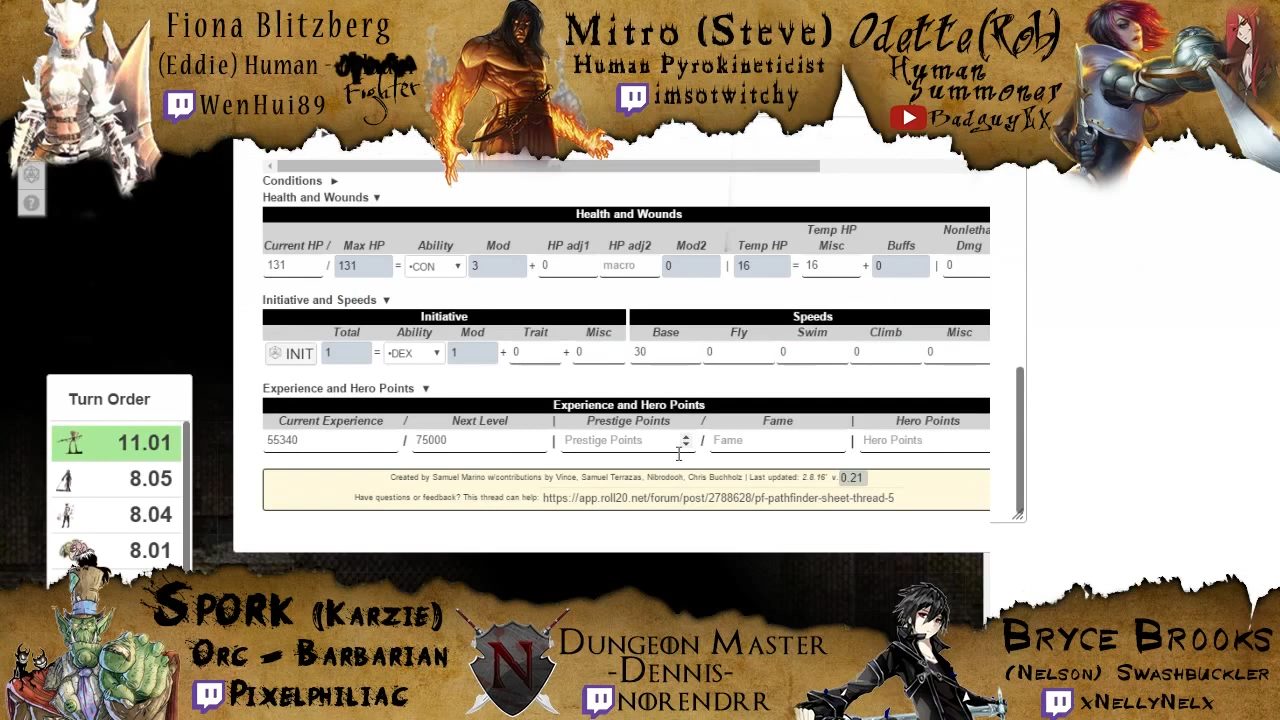 Fiona Blitzberg
(Eddie) Human -
Fighter
WenHui89
Mitro (Steve)
Human Pyrokineticist
imsotwitchy
Odette (Rob)
Human
Summoner
BadguyEX
Conditions ►
Health and Wounds ▼
Health and Wounds
Current HP / Max HP Ability Mod HP adj1 HP adj2 Mod2 Temp HP Temp HP Misc Buffs Nonletha Dmg
131 / 131 = •CON ▼ 3 + 0 macro 0 | 16 = 16 + 0 | 0
Initiative and Speeds ▼
Initiative Speeds
Total Ability Mod Trait Misc Base Fly Swim Climb Misc
INIT 1 = •DEX ▼ 1 + 0 + 0 30 0 0 0 0
Experience and Hero Points ▼
Experience and Hero Points
Current Experience / Next Level | Prestige Points / Fame | Hero Points
55340 / 75000 | Prestige Points / Fame | Hero Points
Created by Samuel Marino w/contributions by Vince, Samuel Terrazas, Nibrodooh, Chris Buchholz | Last updated: 2.8.16" v. 0.21
Have questions or feedback? This thread can help: https://app.roll20.net/forum/post/2788628/pf-pathfinder-sheet-thread-5
Turn Order
11.01
8.05
8.04
8.01
Spork (Karzie)
Orc - Barbarian
Pixelphiliac
N
Dungeon Master
-Dennis-
norendrr
Bryce Brooks
(Nelson) Swashbuckler
xNellyNelx